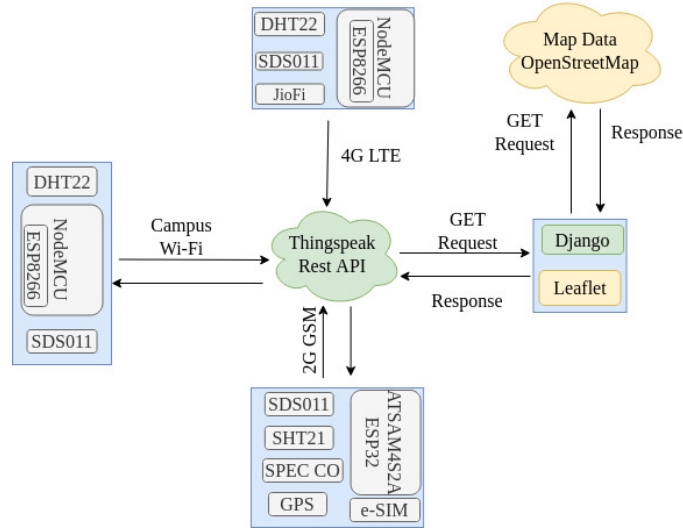 DHT22
SDS011
JioFi
NodeMCU
ESP8266
4G LTE
Map Data
OpenStreetMap
GET
Request
Response
DHT22
NodeMCU
ESP8266
SDS011
Campus
Wi-Fi
Thingspeak
Rest API
GET
Request
Response
Django
Leaflet
2G GSM
SDS011
SHT21
SPEC CO
GPS
ATSAM4S2A
ESP32
e-SIM